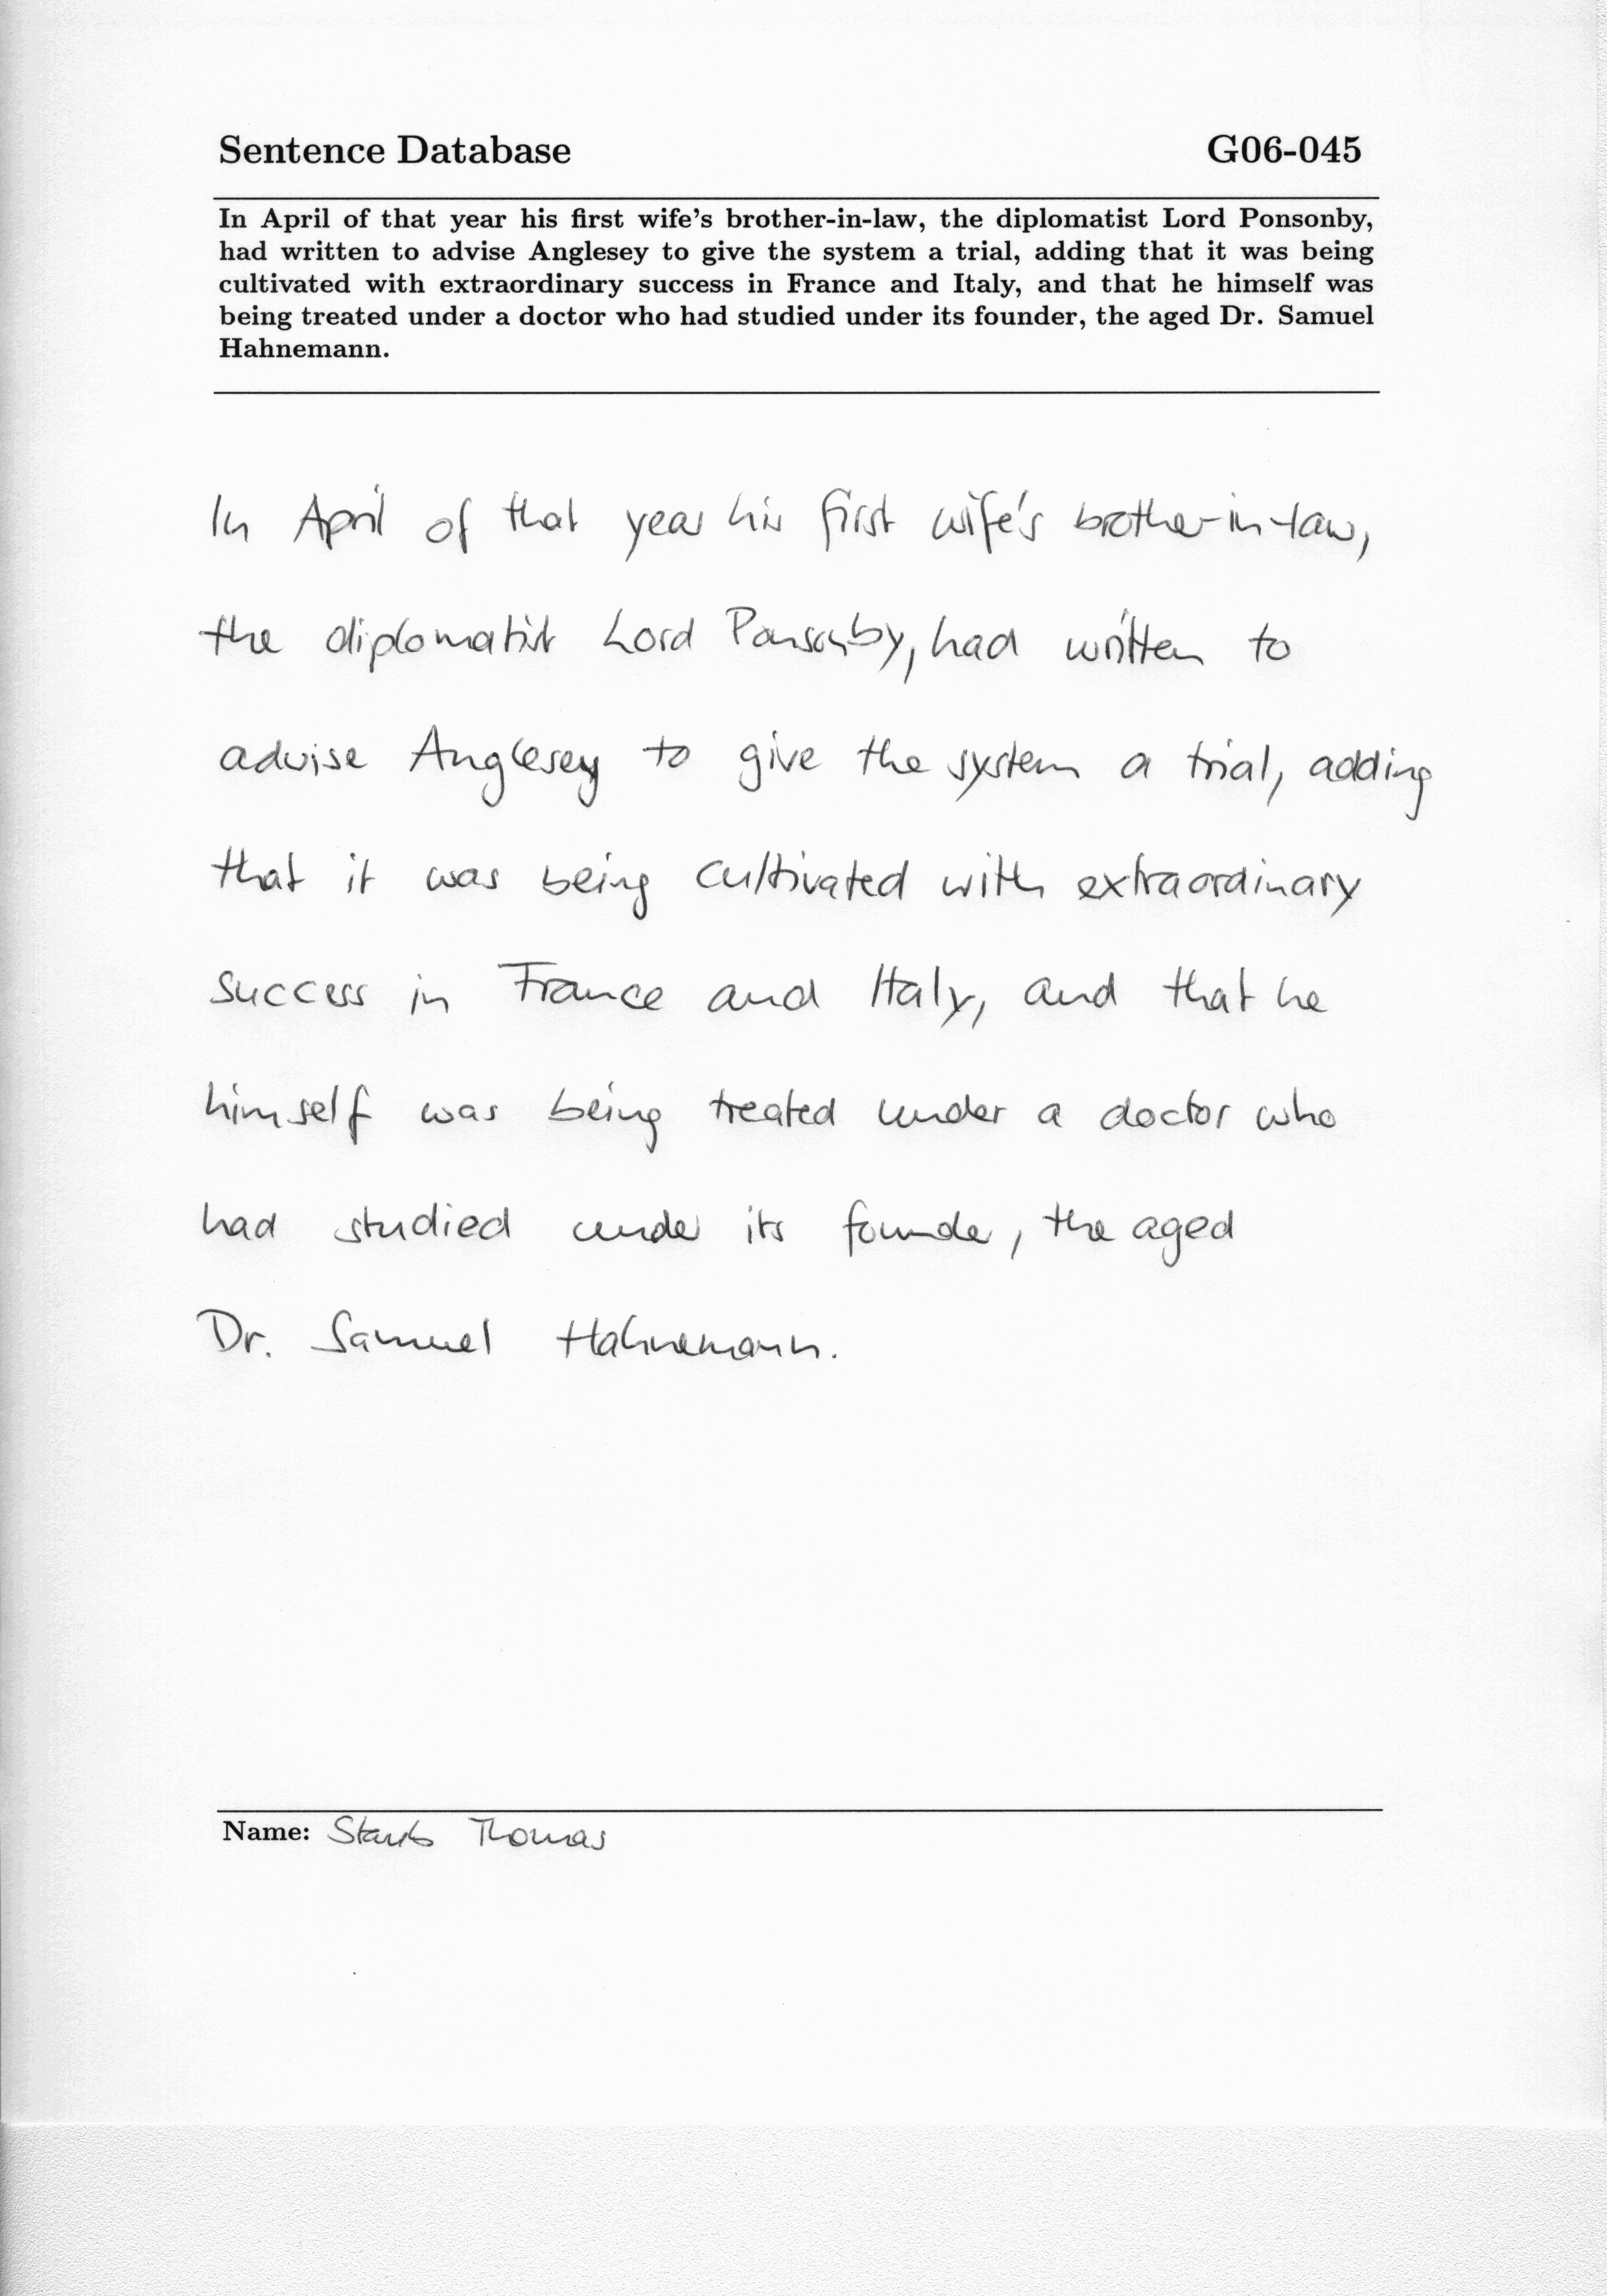 Sentence Database G06-045
In April of that year his first wife's brother-in-law, the diplomatist Lord Ponsonby,
had written to advise Anglesey to give the system a trial, adding that it was being
cultivated with extraordinary success in France and Italy, and that he himself was
being treated under a doctor who had studied under its founder, the aged Dr. Samuel
Hahnemann.
In April of that year his first wife's brother-in-law,
the diplomatist Lord Ponsonby, had written to
advise Anglesey to give the system a trial, adding
that it was being cultivated with extraordinary
success in France and Italy, and that he
himself was being treated under a doctor who
had studied under its founder, the aged
Dr. Samuel Hahnemann.
Name: Staub Thomas